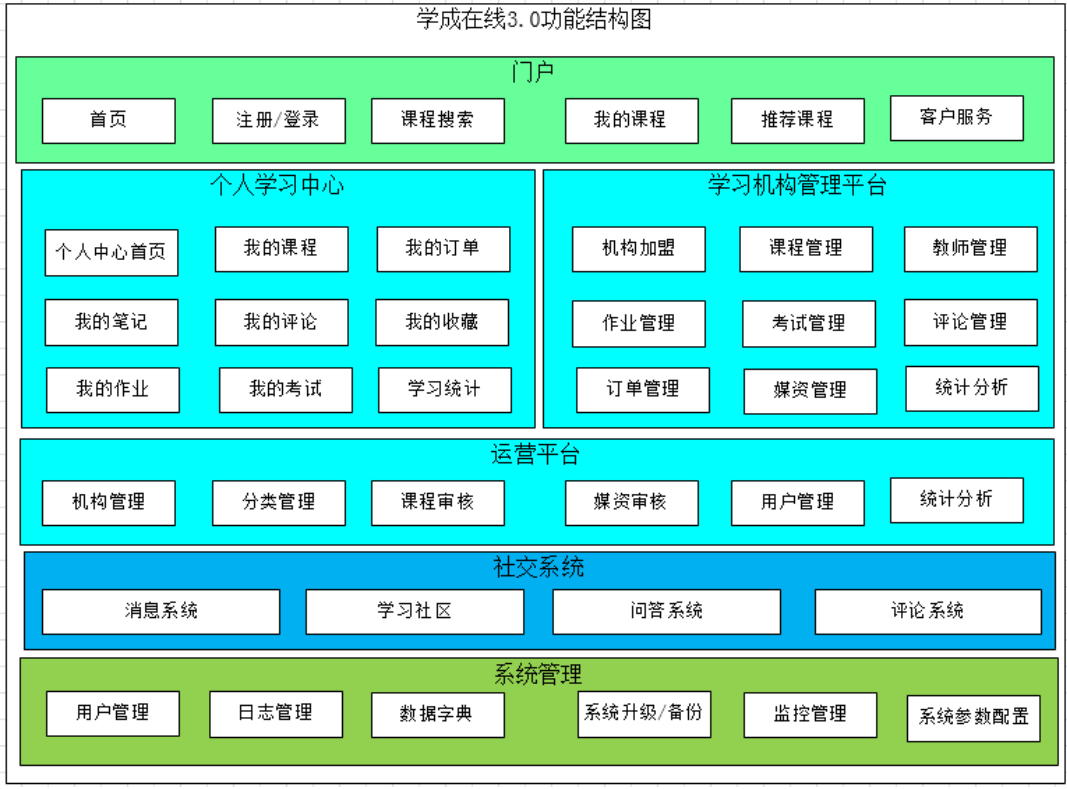 学成在线3.0功能结构图
门户
首页
注册/登录
课程搜索
我的课程
推荐课程
客户服务
个人学习中心
个人中心首页
我的课程
我的订单
我的笔记
我的评论
我的收藏
我的作业
我的考试
学习统计
学习机构管理平台
机构加盟
课程管理
教师管理
作业管理
考试管理
评论管理
订单管理
媒资管理
统计分析
运营平台
机构管理
分类管理
课程审核
媒资审核
用户管理
统计分析
社交系统
消息系统
学习社区
问答系统
评论系统
系统管理
用户管理
日志管理
数据字典
系统升级/备份
监控管理
系统参数配置